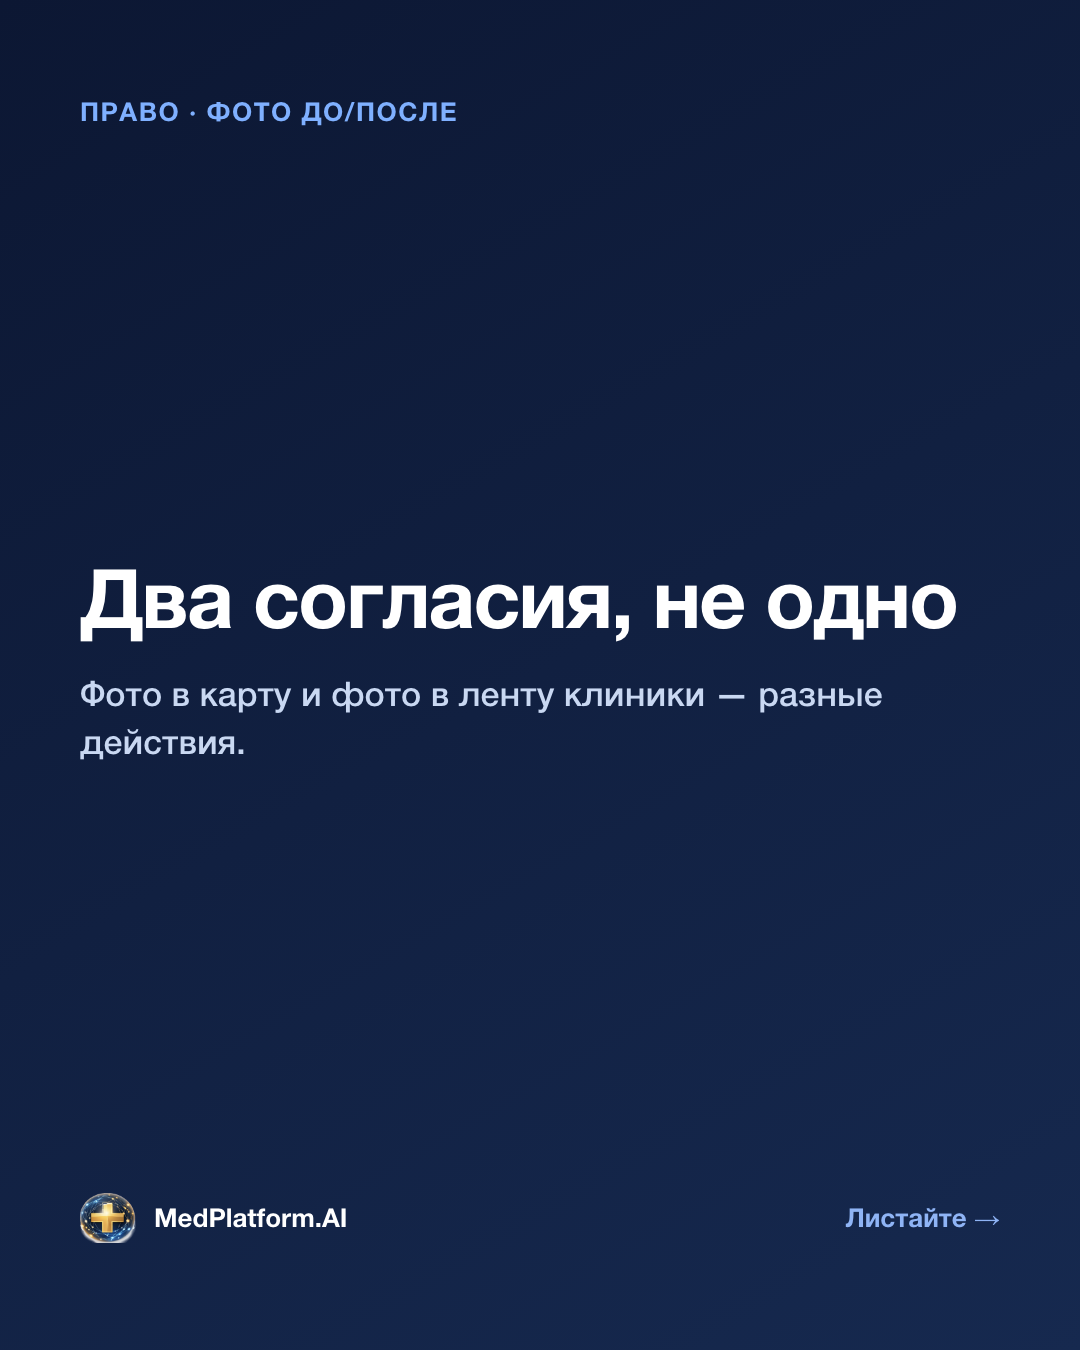 ПРАВО · ФОТО ДО/ПОСЛЕ
Два согласия, не одно
Фото в карту и фото в ленту клиники — разные
действия.
MedPlatform.AI
Листайте →